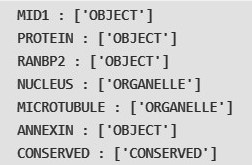 MID1 : ['OBJECT']
PROTEIN : ['OBJECT']
RANBP2 : ['OBJECT']
NUCLEUS : ['ORGANELLE']
MICROTUBULE : ['ORGANELLE']
ANNEXIN : ['OBJECT']
CONSERVED : ['CONSERVED']